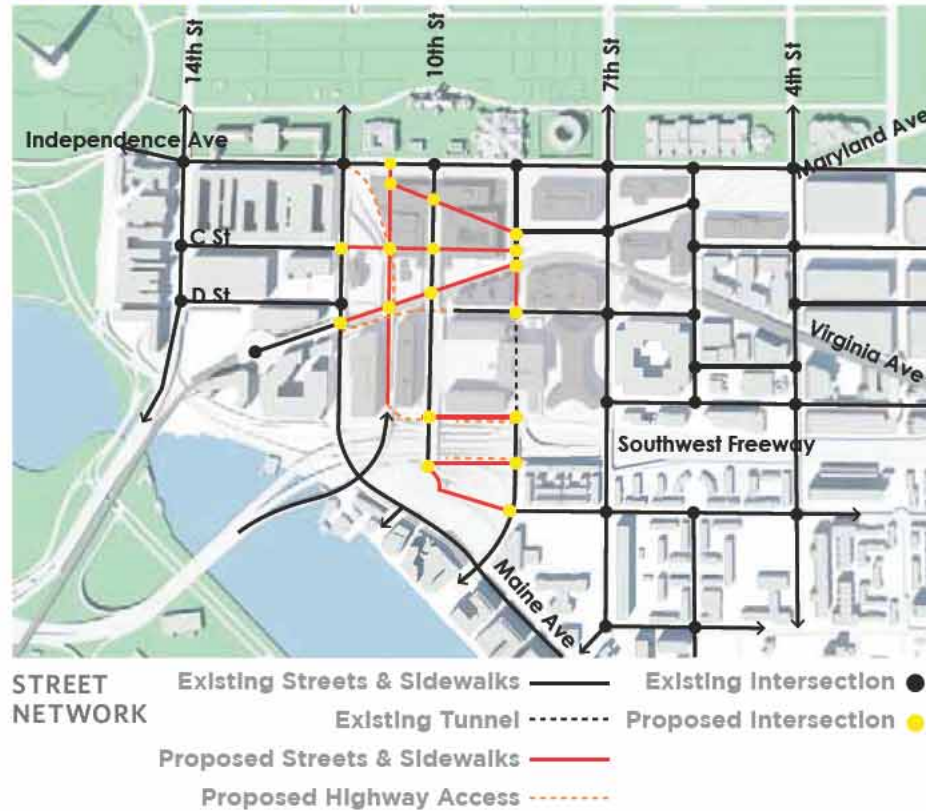 14th St
10th St
7th St
4th St
Independence Ave
Maryland Ave
C St
D St
Virginia Ave
Southwest Freeway
Maine Ave
STREET
NETWORK
Existing Streets & Sidewalks
Existing Intersection
Existing Tunnel
Proposed Intersection
Proposed Streets & Sidewalks
Proposed Highway Access